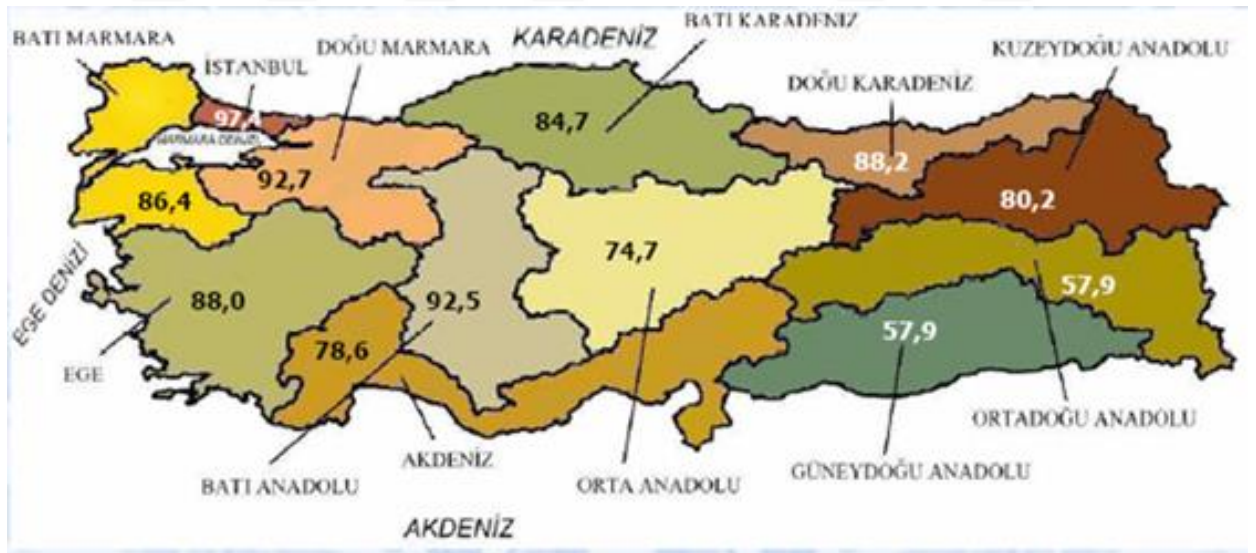 BATI KARADENİZ
BATI MARMARA
DOĞU MARMARA
KARADENİZ
KUZEYDOĞU ANADOLU
İSTANBUL
DOĞU KARADENİZ
84,7
MARMARA DENİZİ
88,2
92,7
86,4
80,2
74,7
EGE DENİZİ
88,0
92,5
57,9
78,6
57,9
EGE
ORTADOĞU ANADOLU
AKDENİZ
GÜNEYDOĞU ANADOLU
BATI ANADOLU
ORTA ANADOLU
AKDENİZ